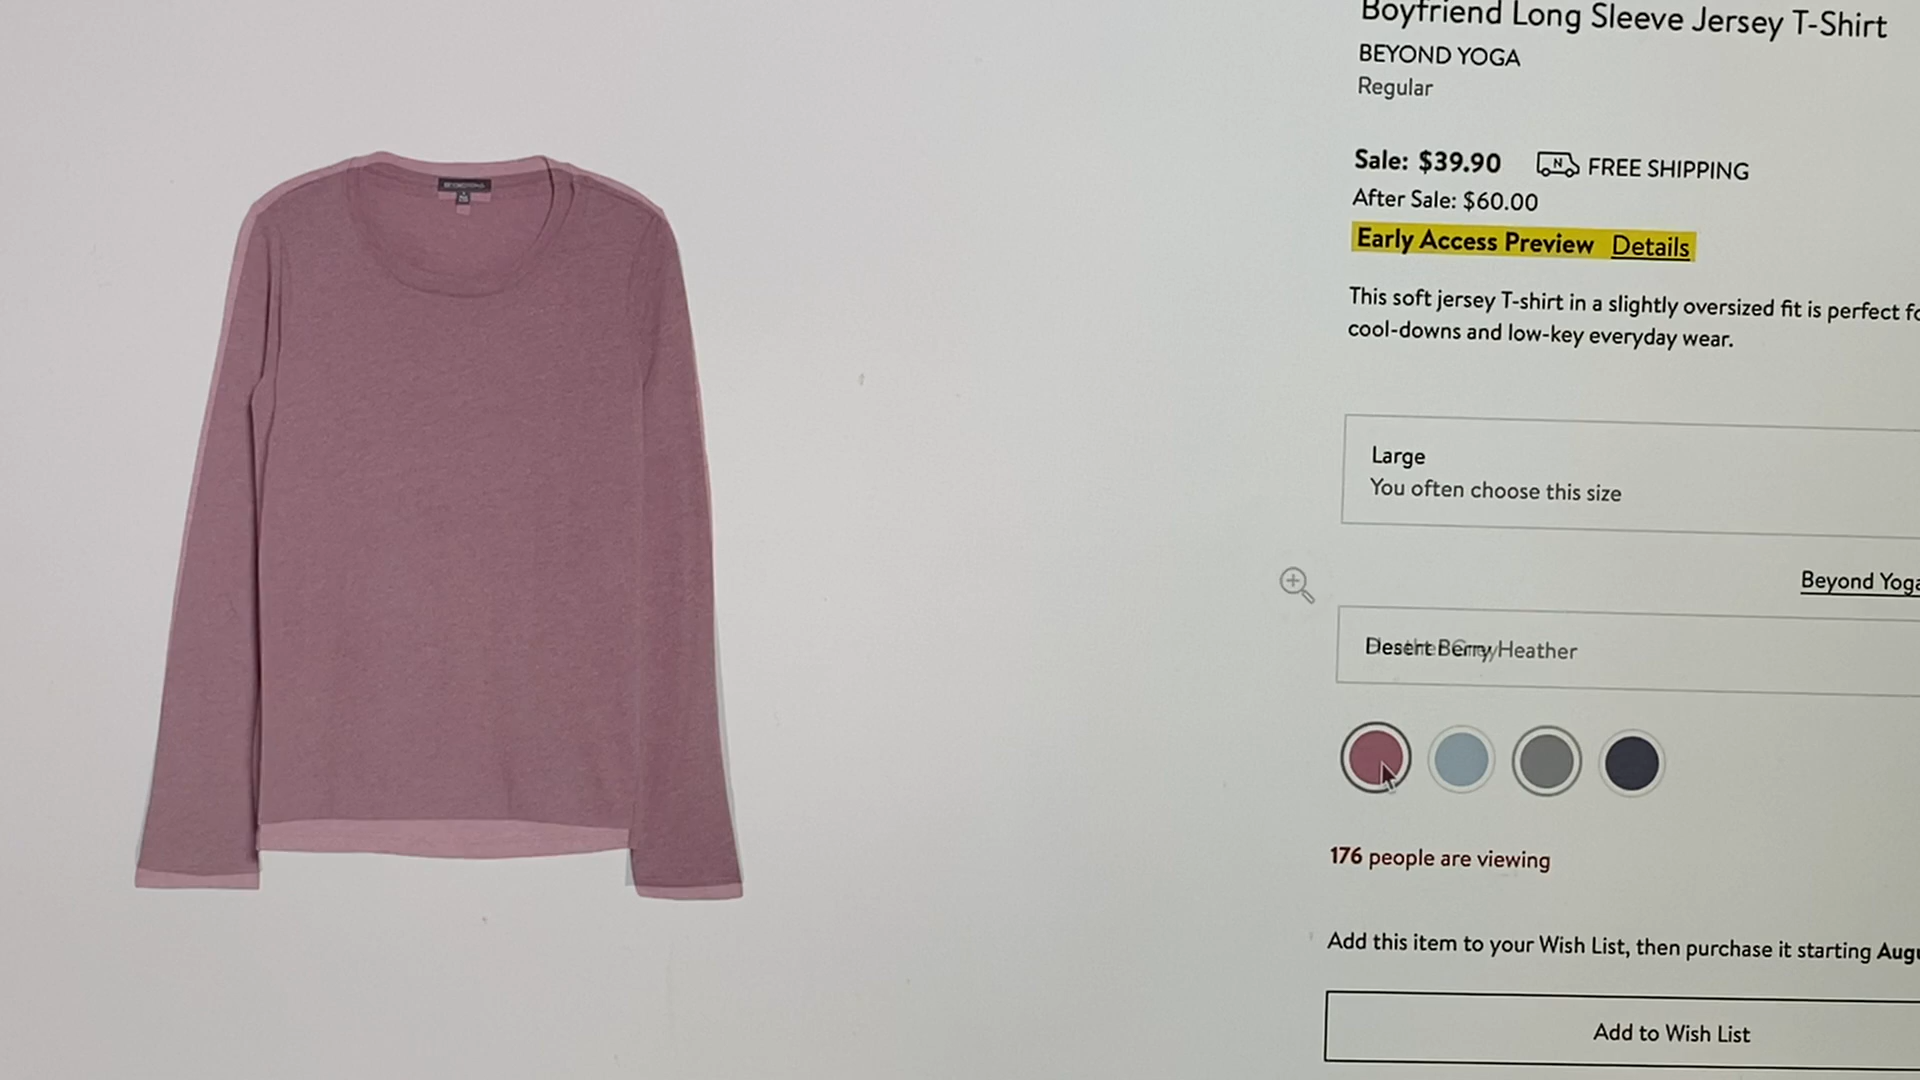 Boyfriend Long Sleeve Jersey T-Shirt
BEYOND YOGA
Regular
Sale: $39.90 N FREE SHIPPING
After Sale: $60.00
Early Access Preview Details
This soft jersey T-shirt in a slightly oversized fit is perfect
cool-downs and low-key everyday wear.
Large
You often choose this size
Beyond Yoga
Desert Berry Heather
176 people are viewing
Add this item to your Wish List, then purchase it starting
Add to Wish List